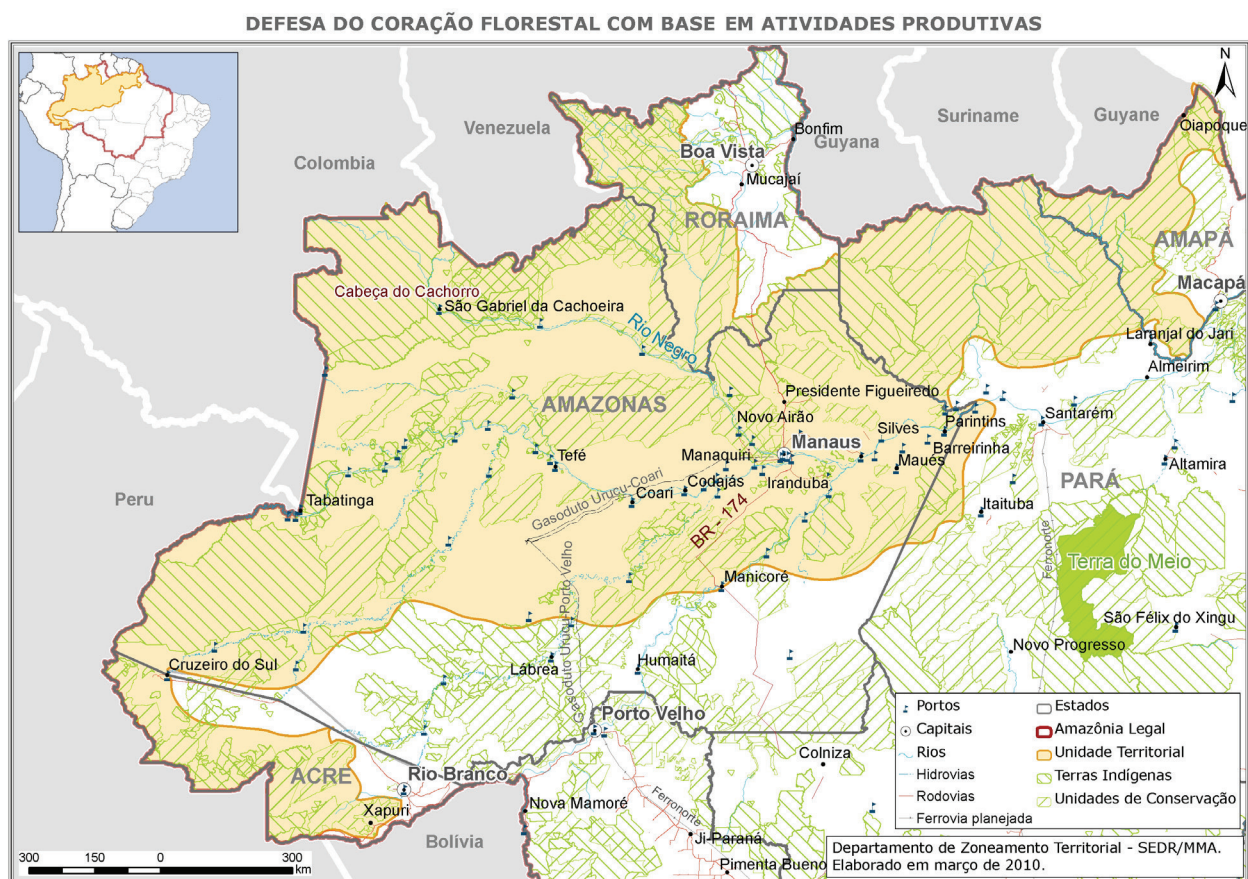 DEFESA DO CORAÇÃO FLORESTAL COM BASE EM ATIVIDADES PRODUTIVAS
N
Venezuela
Colombia
Suriname
Guyane
Guyana
Oiapoque
Bonfim
Boa Vista
Mucajaí
RORAIMA
AMAPÁ
Macapá
Cabeça do Cachorro
São Gabriel da Cachoeira
Rio Negro
Laranjal do Jari
Almeirim
AMAZONAS
Presidente Figueiredo
Novo Airão
Silves
Parintins
Santarém
Manaus
Barreirinha
Manaquiri
Maués
Tefé
Iranduba
Altamira
Codajás
Coari
PARÁ
Peru
Tabatinga
Gasoduto Urucu-Coari
BR - 174
Itaituba
Ferronorte
Terra do Meio
Manicoré
Gasoduto Urucu-Porto Velho
São Félix do Xingu
Novo Progresso
Cruzeiro do Sul
Lábrea
Humaitá
Porto Velho
Colniza
ACRE
Rio Branco
Xapuri
Nova Mamoré
Ferronorte
Bolívia
Ji-Paraná
Pimenta Bueno
Portos
Capitais
Rios
Hidrovias
Rodovias
Ferrovia planejada
Estados
Amazônia Legal
Unidade Territorial
Terras Indígenas
Unidades de Conservação
300 150 0 300
km
Departamento de Zoneamento Territorial - SEDR/MMA.
Elaborado em março de 2010.